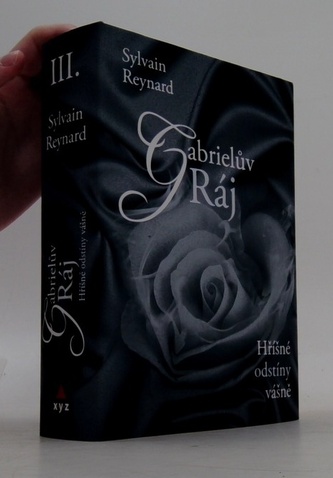 III.
Sylvain
Reynard
Gabrielův
Ráj
Hříšné odstíny vášně
xyz
Sylvain
Reynard
Gabrielův
Ráj
Hříšné
odstíny
vášně